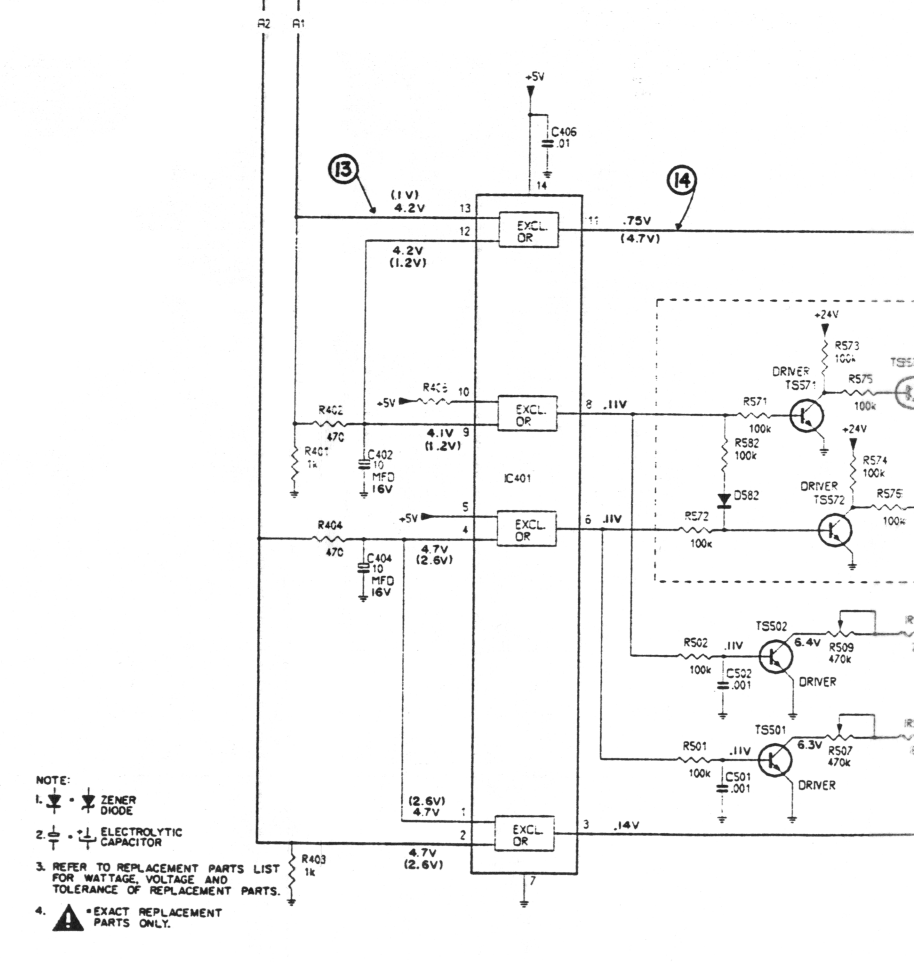 A2 A1
+5V
C406
.01
14
13
14
(.1V)
4.2V
13
12
4.2V
(1.2V)
EXCL.
OR
11
.75V
(4.7V)
+24V
R573
100k
DRIVER
TS571
R575
100k
+5V
10
9
EXCL.
OR
8
.11V
R571
100k
R402
470
4.1V
(1.2V)
R401
1k
C402
10
MFD
16V
R582
100k
+24V
R574
100k
IC401
D582
DRIVER
TS572
R575
100k
+5V
5
4
EXCL.
OR
6
.11V
R572
100k
R404
470
4.7V
(2.6V)
C404
10
MFD
16V
TS502
R502
100k
.11V
C502
.001
6.4V
R509
470k
DRIVER
TS501
R501
100k
.11V
C501
.001
6.3V
R507
470k
DRIVER
(2.6V)
4.7V
1
2
4.7V
(2.6V)
EXCL.
OR
3
.14V
R403
1k
7
NOTE:
1. = ZENER
DIODE
2. = + ELECTROLYTIC
CAPACITOR
3. REFER TO REPLACEMENT PARTS LIST
FOR WATTAGE, VOLTAGE AND
TOLERANCE OF REPLACEMENT PARTS.
4. ! = EXACT REPLACEMENT
PARTS ONLY.